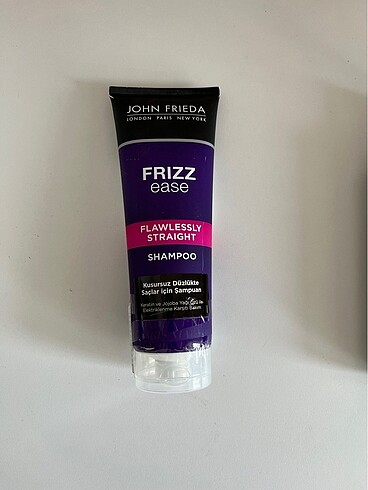 JOHN FRIEDA
LONDON PARIS NEW YORK
FRIZZ
ease
FLAWLESSLY
STRAIGHT
SHAMPOO
Kusursuz Düzlükte
Saçlar için Şampuan
Keratin ve Jojoba Yağı
Elektriklenme Karşıtı Bakım